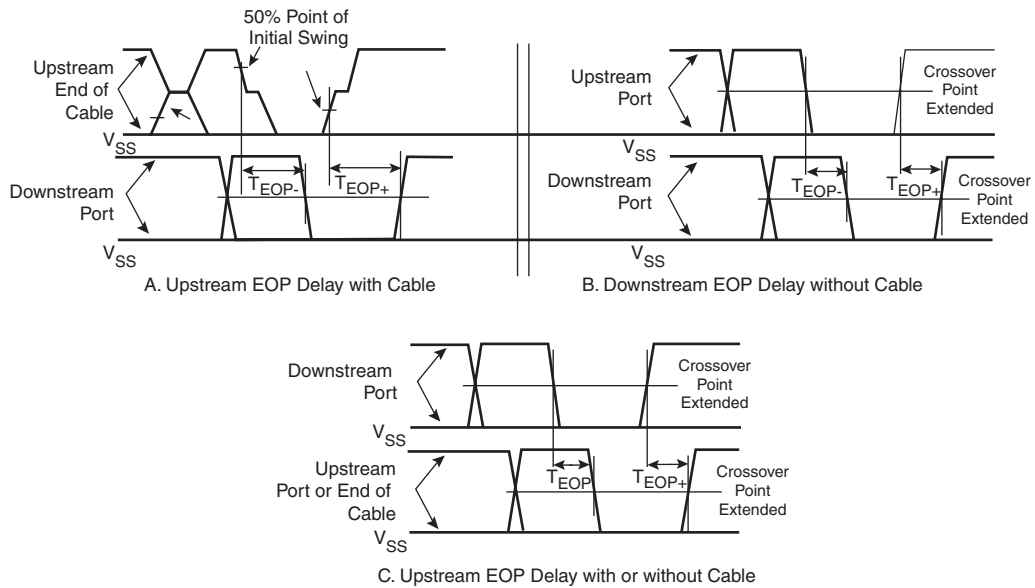 50% Point of
Initial Swing
Upstream
End of
Cable
VSS
Downstream
Port
TEOP-
TEOP+
VSS
A. Upstream EOP Delay with Cable
Upstream
Port
Crossover
Point
Extended
VSS
Downstream
Port
TEOP-
TEOP+
Crossover
Point
Extended
VSS
B. Downstream EOP Delay without Cable
Downstream
Port
Crossover
Point
Extended
VSS
Upstream
Port or End of
Cable
TEOP
TEOP+
Crossover
Point
Extended
VSS
C. Upstream EOP Delay with or without Cable